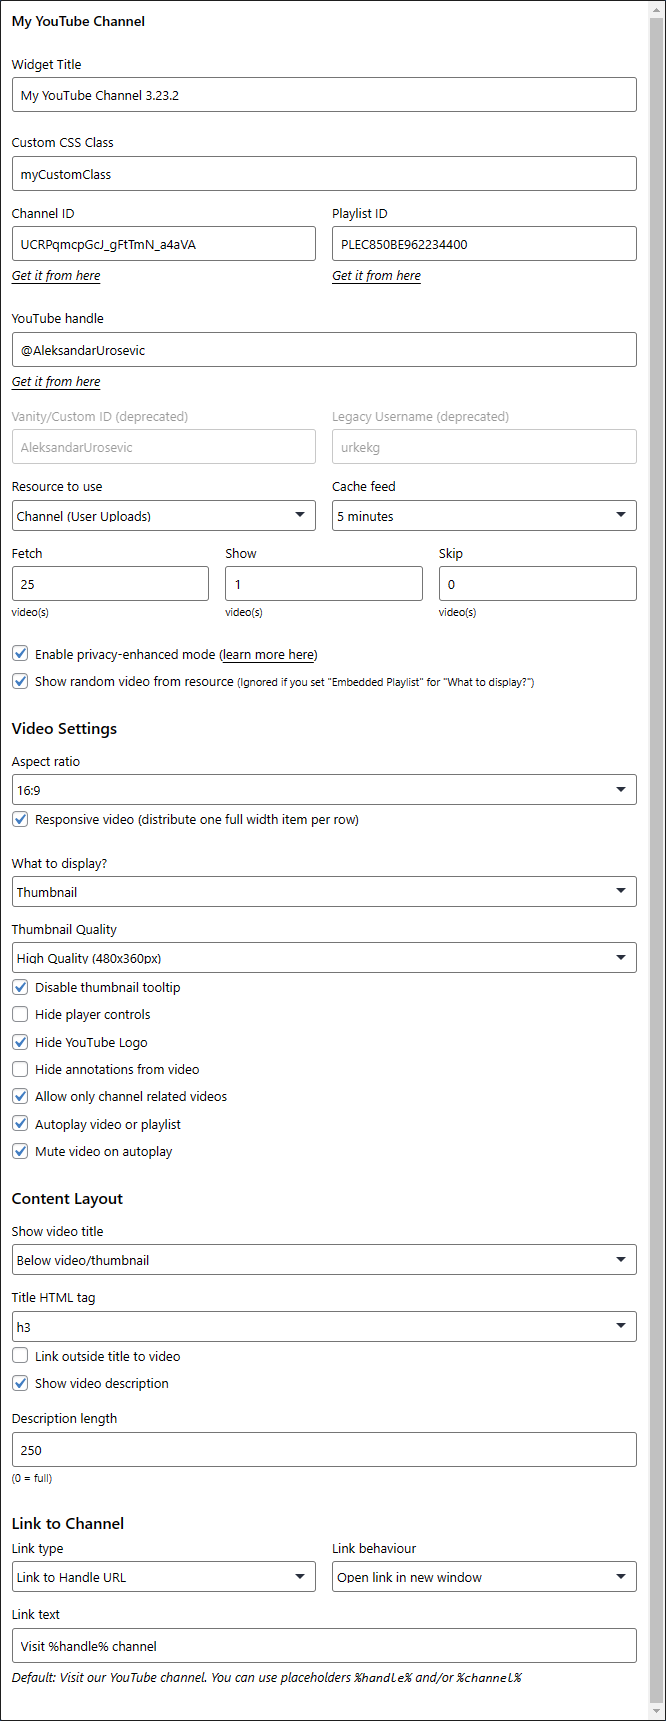 My YouTube Channel
Widget Title
My YouTube Channel 3.23.2
Custom CSS Class
myCustomClass
Channel ID
Playlist ID
UCRPqmcpGcJ_gFtTmN_a4aVA
PLEC850BE962234400
Get it from here
Get it from here
YouTube handle
@AleksandarUrosevic
Get it from here
Vanity/Custom ID (deprecated)
Legacy Username (deprecated)
AleksandarUrosevic
urkekg
Resource to use
Cache feed
Channel (User Uploads)
5 minutes
Fetch
Show
Skip
25
1
0
video(s)
video(s)
video(s)
Enable privacy-enhanced mode (learn more here)
Show random video from resource (Ignored if you set "Embedded Playlist" for "What to display?")
Video Settings
Aspect ratio
16:9
Responsive video (distribute one full width item per row)
What to display?
Thumbnail
Thumbnail Quality
High Quality (480x360px)
Disable thumbnail tooltip
Hide player controls
Hide YouTube Logo
Hide annotations from video
Allow only channel related videos
Autoplay video or playlist
Mute video on autoplay
Content Layout
Show video title
Below video/thumbnail
Title HTML tag
h3
Link outside title to video
Show video description
Description length
250
(0 = full)
Link to Channel
Link type
Link behaviour
Link to Handle URL
Open link in new window
Link text
Visit %handle% channel
Default: Visit our YouTube channel. You can use placeholders %handle% and/or %channel%